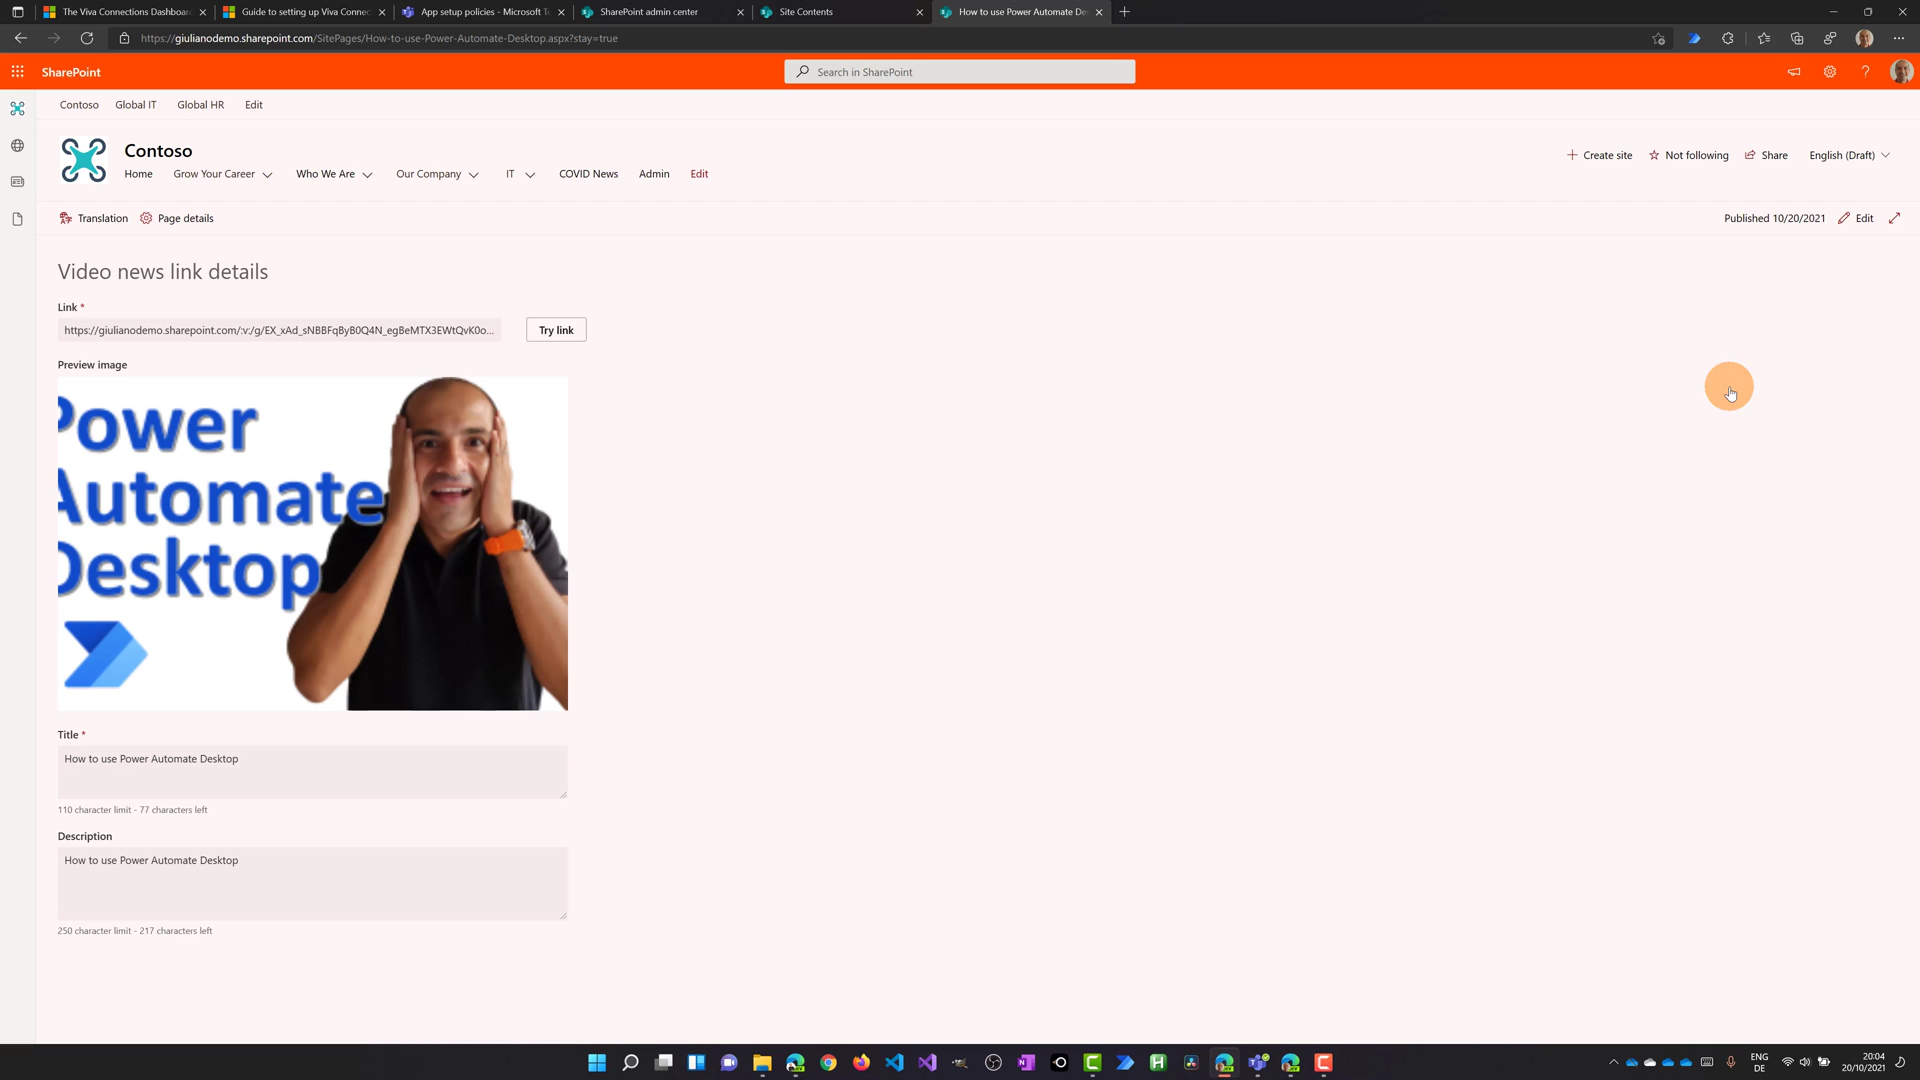 The Viva Connections Dashboard
Guide to setting up Viva Connect
App setup policies - Microsoft Te
SharePoint admin center
Site Contents
How to use Power Automate De
https://giulianodemo.sharepoint.com/SitePages/How-to-use-Power-Automate-Desktop.aspx?stay=true
SharePoint
Search in SharePoint
Contoso Global IT Global HR Edit
Contoso
Home Grow Your Career Who We Are Our Company IT COVID News Admin Edit
Create site Not following Share English (Draft)
Translation Page details
Published 10/20/2021 Edit
Video news link details
Link *
https://giulianodemo.sharepoint.com/:v:/g/EX_xAd_sNBBFqByB0Q4N_egBeMTX3EWtQvK0o...
Try link
Preview image
Power
Automate
Desktop
Title *
How to use Power Automate Desktop
110 character limit - 77 characters left
Description
How to use Power Automate Desktop
250 character limit - 217 characters left
ENG
DE
20:04
20/10/2021